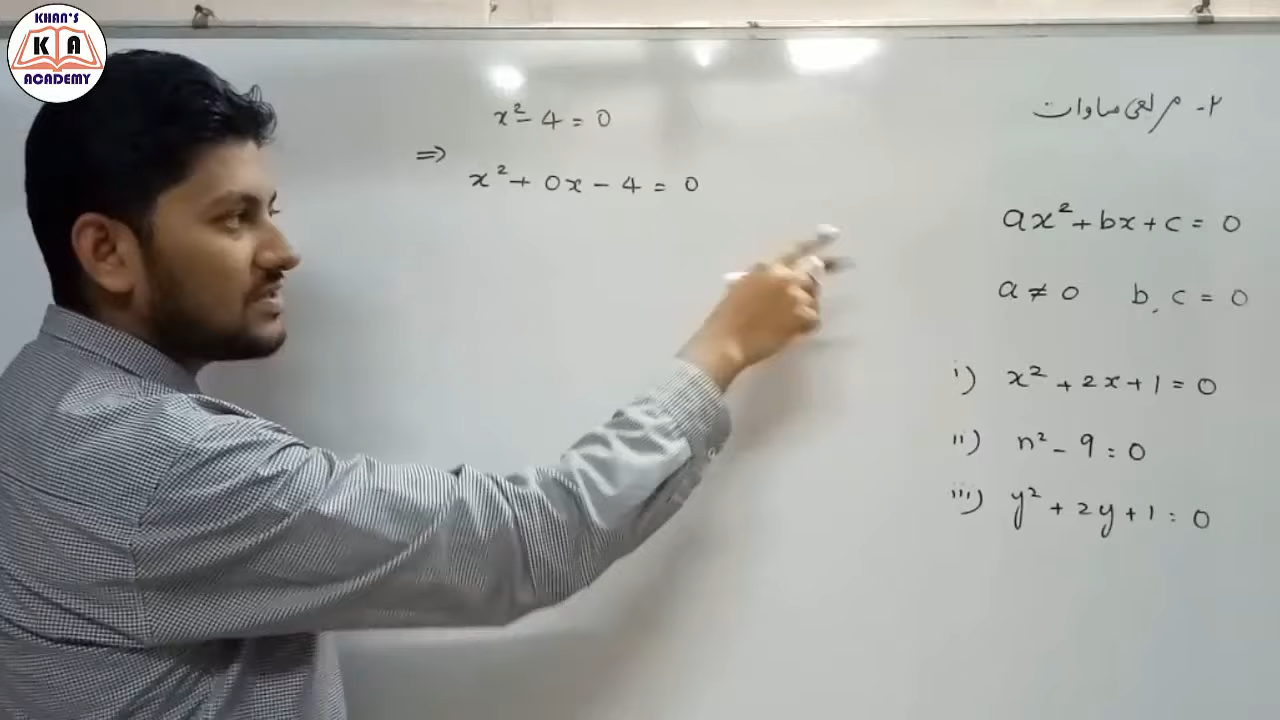 KHAN'S
K A
ACADEMY
x² - 4 = 0
⇒ x² + 0x - 4 = 0
۲- مربعی مساوات
ax² + bx + c = 0
a ≠ 0 b, c = 0
i) x² + 2x + 1 = 0
ii) n² - 9 = 0
iii) y² + 2y + 1 = 0